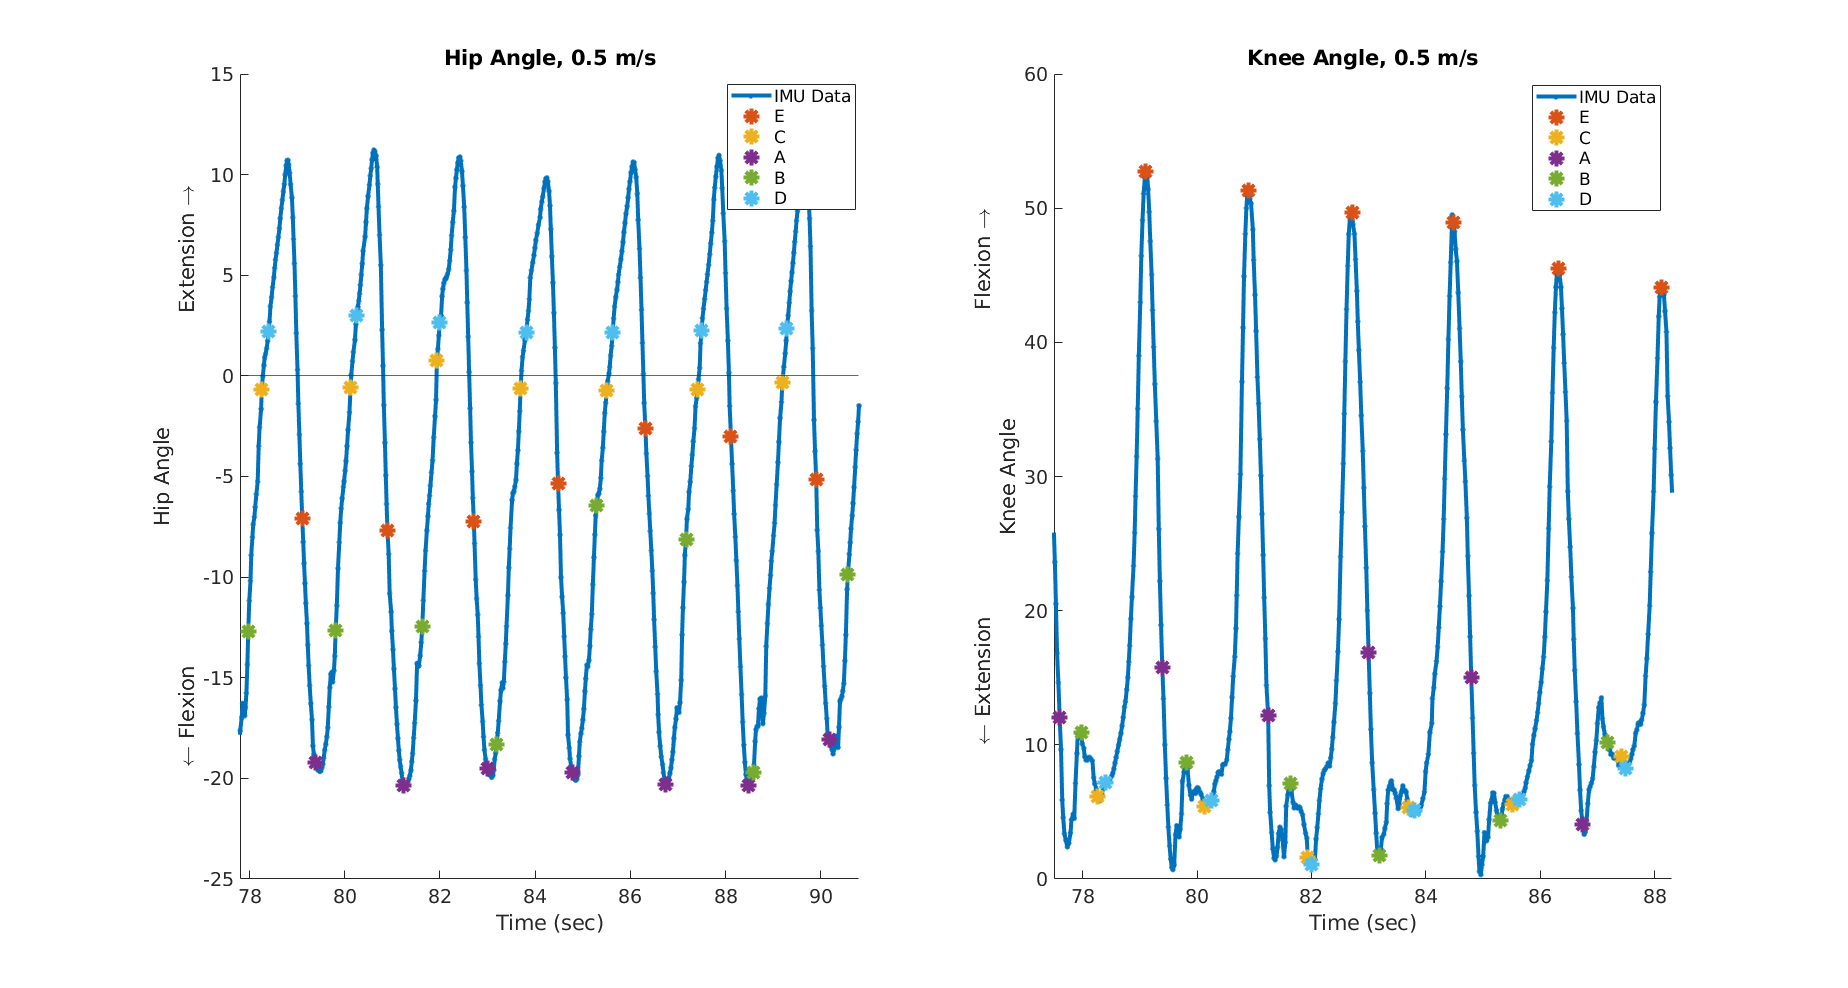 Hip Angle, 0.5 m/s
15
10
5
0
-5
-10
-15
-20
-25
Extension →
Hip Angle
← Flexion
78 80 82 84 86 88 90
Time (sec)
IMU Data
E
C
A
B
D
Knee Angle, 0.5 m/s
60
50
40
30
20
10
0
Flexion →
Knee Angle
← Extension
78 80 82 84 86 88
Time (sec)
IMU Data
E
C
A
B
D